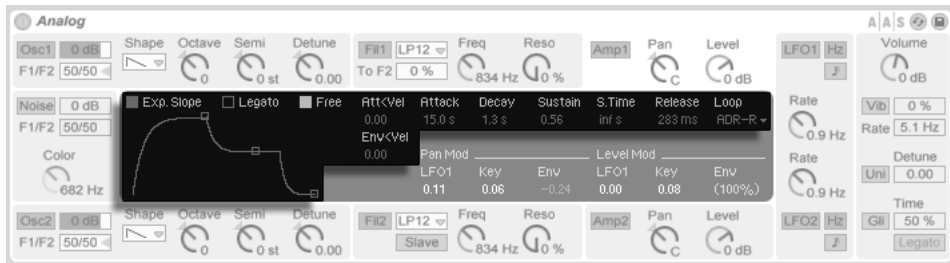 Analog
A|A|S
Osc1 0 dB Shape Octave Semi Detune Fil1 LP12 Freq Reso Amp1 Pan Level LFO1 Hz Volume
F1/F2 50/50 0 0 st 0.00 To F2 0 % 834 Hz 0 % C 0 dB 0 dB
Noise 0 dB Exp. Slope Legato Free Att<Vel Attack Decay Sustain S.Time Release Loop Rate Vib 0 %
0.00 15.0 s 1.3 s 0.56 inf s 283 ms ADR-R
F1/F2 50/50 Env<Vel 0.9 Hz Rate 5.1 Hz
Color 0.00 Pan Mod Level Mod Rate Detune
LFO1 Key Env LFO1 Key Env Uni 0.00
682 Hz 0.11 0.06 -0.24 0.00 0.08 (100%) 0.9 Hz
Time
Osc2 0 dB Shape Octave Semi Detune Fil2 LP12 Freq Reso Amp2 Pan Level LFO2 Hz Gli 50 %
F1/F2 50/50 0 0 st 0.00 Slave 834 Hz 0 % C 0 dB Legato